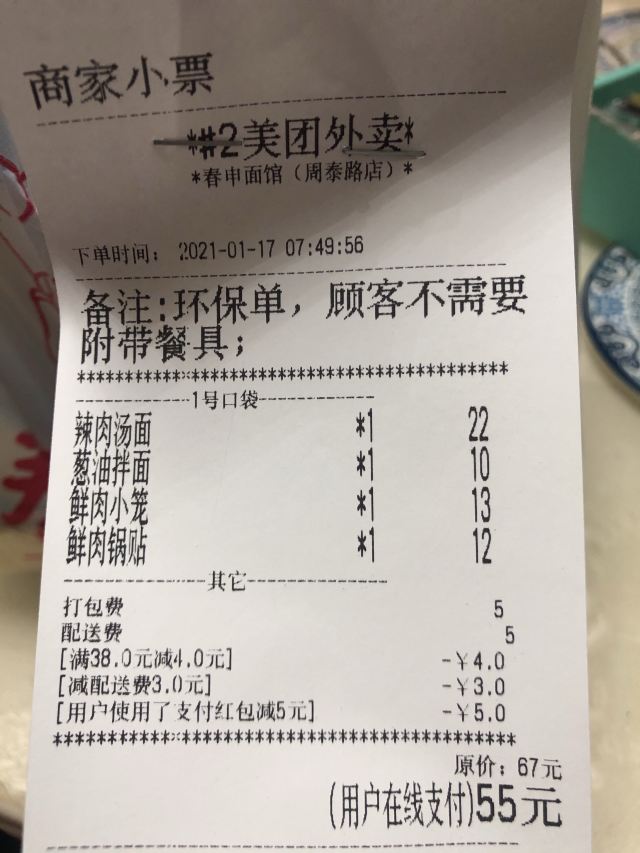 商家小票
*#2美团外卖*
*春申面馆（周泰路店）*
下单时间： 2021-01-17 07:49:56
备注:环保单，顾客不需要
附带餐具；
******************************************
------------1号口袋------------
辣肉汤面 *1 22
葱油拌面 *1 10
鲜肉小笼 *1 13
鲜肉锅贴 *1 12
---------------其它---------------
打包费 5
配送费 5
[满38.0元减4.0元] -￥4.0
[减配送费3.0元] -￥3.0
[用户使用了支付红包减5元] -￥5.0
******************************************
原价：67元
(用户在线支付)55元